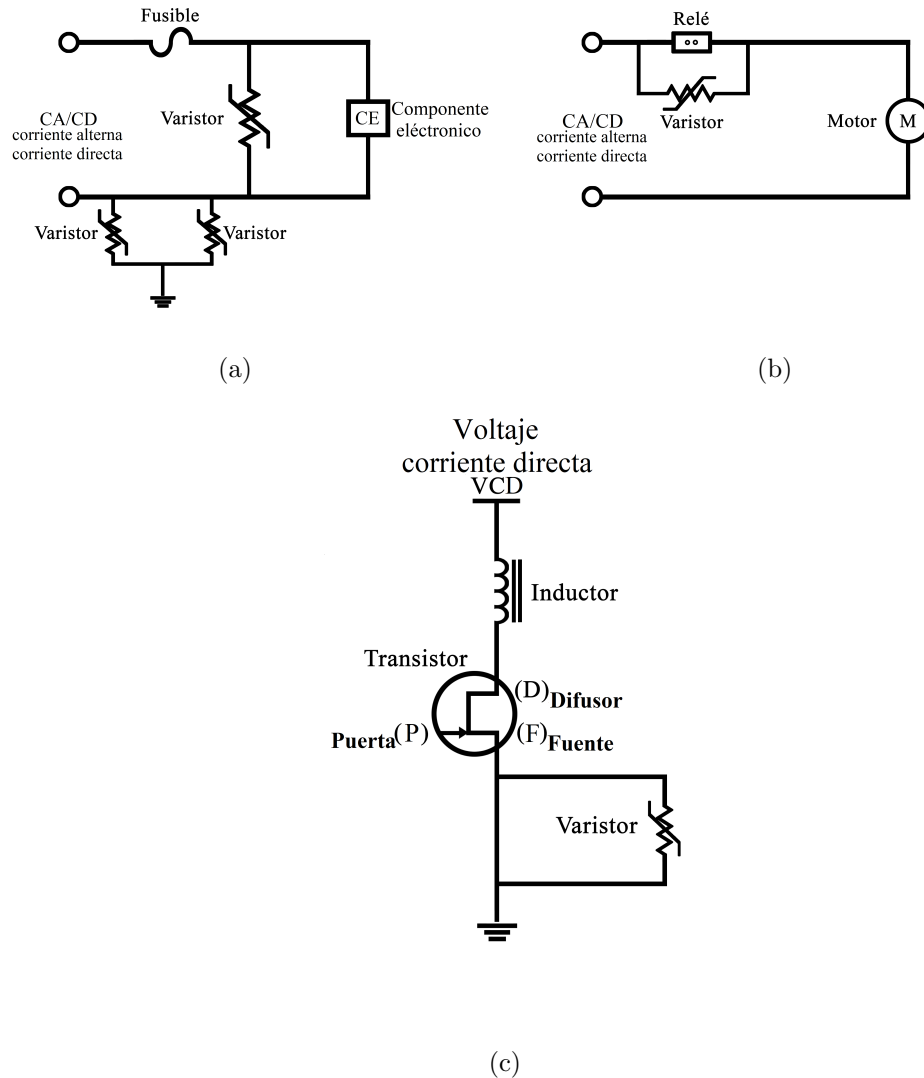 Fusible
Varistor
CE
Componente
eléctronico
CA/CD
corriente alterna
corriente directa
Varistor
Varistor
(a)
Relé
Varistor
CA/CD
corriente alterna
corriente directa
Motor
M
(b)
Voltaje
corriente directa
VCD
Inductor
Transistor
(D) Difusor
Puerta (P)
(F) Fuente
Varistor
(c)